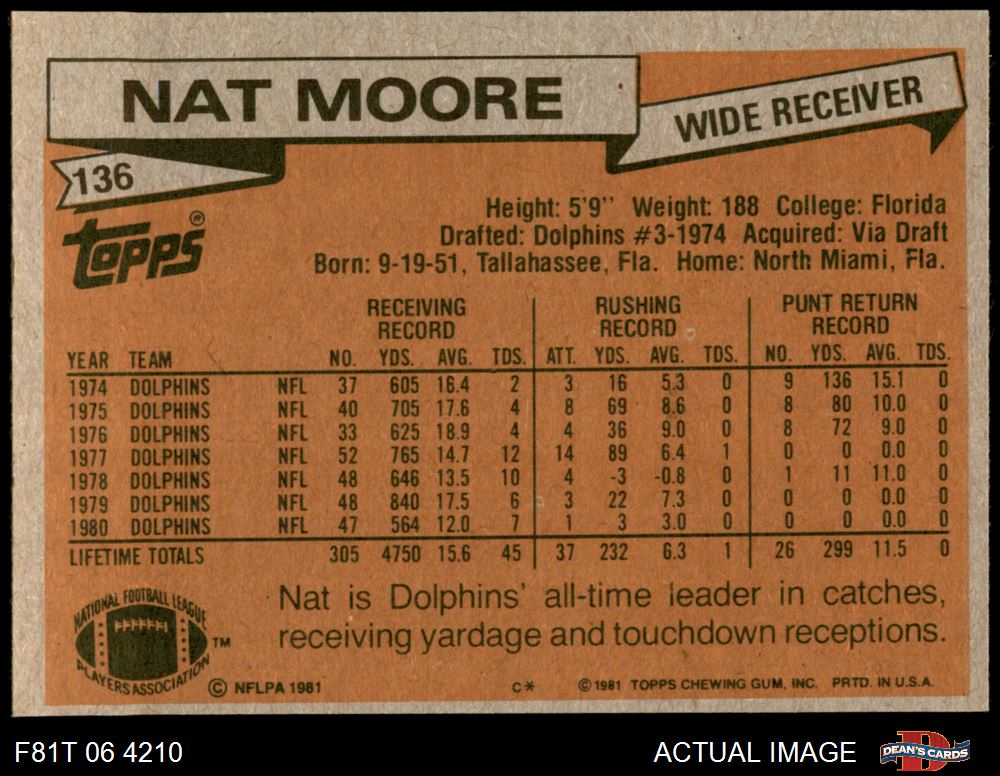 NAT MOORE
WIDE RECEIVER
136
topps®
Height: 5'9" Weight: 188 College: Florida
Drafted: Dolphins #3-1974 Acquired: Via Draft
Born: 9-19-51, Tallahassee, Fla. Home: North Miami, Fla.
RECEIVING RECORD RUSHING RECORD PUNT RETURN RECORD
YEAR TEAM NO. YDS. AVG. TDS. ATT. YDS. AVG. TDS. NO. YDS. AVG. TDS.
1974 DOLPHINS NFL 37 605 16.4 2 3 16 5.3 0 9 136 15.1 0
1975 DOLPHINS NFL 40 705 17.6 4 8 69 8.6 0 8 80 10.0 0
1976 DOLPHINS NFL 33 625 18.9 4 4 36 9.0 0 8 72 9.0 0
1977 DOLPHINS NFL 52 765 14.7 12 14 89 6.4 1 0 0 0.0 0
1978 DOLPHINS NFL 48 646 13.5 10 4 -3 -0.8 0 1 11 11.0 0
1979 DOLPHINS NFL 48 840 17.5 6 3 22 7.3 0 0 0 0.0 0
1980 DOLPHINS NFL 47 564 12.0 7 1 3 3.0 0 0 0 0.0 0
LIFETIME TOTALS 305 4750 15.6 45 37 232 6.3 1 26 299 11.5 0
Nat is Dolphins' all-time leader in catches,
receiving yardage and touchdown receptions.
NATIONAL FOOTBALL LEAGUE
PLAYERS ASSOCIATION ™
© NFLPA 1981 C* ©1981 TOPPS CHEWING GUM, INC. PRTD. IN U.S.A.
F81T 06 4210 ACTUAL IMAGE D DEAN'S CARDS